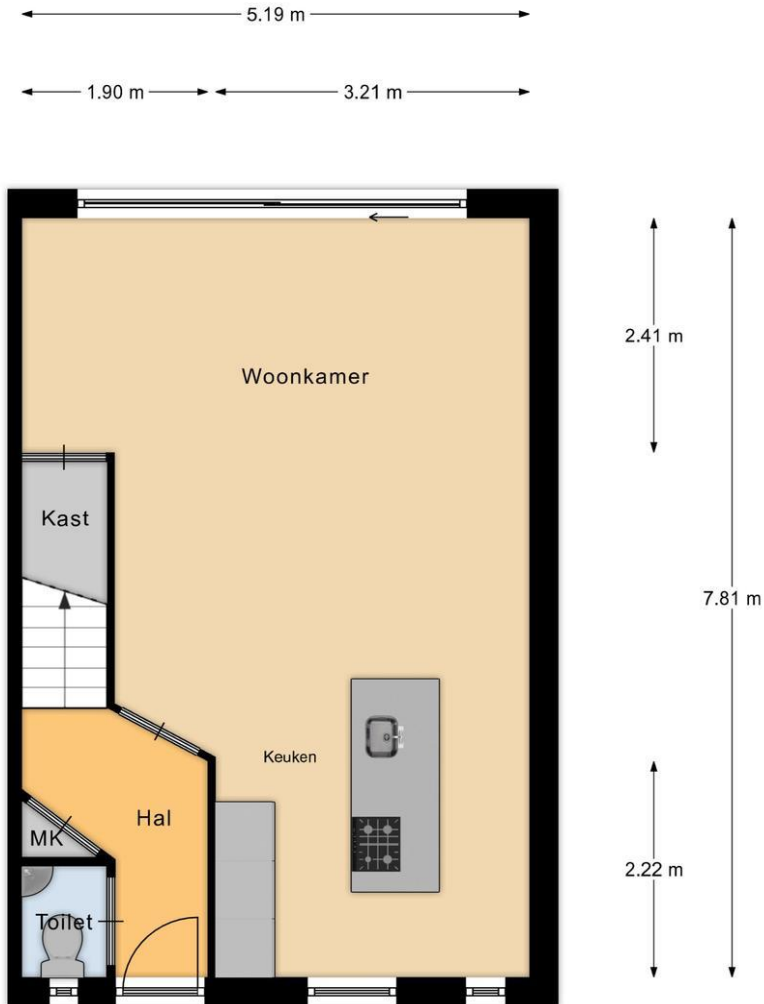 5.19 m
1.90 m
3.21 m
2.41 m
Woonkamer
Kast
7.81 m
Keuken
Hal
MK
2.22 m
Toilet